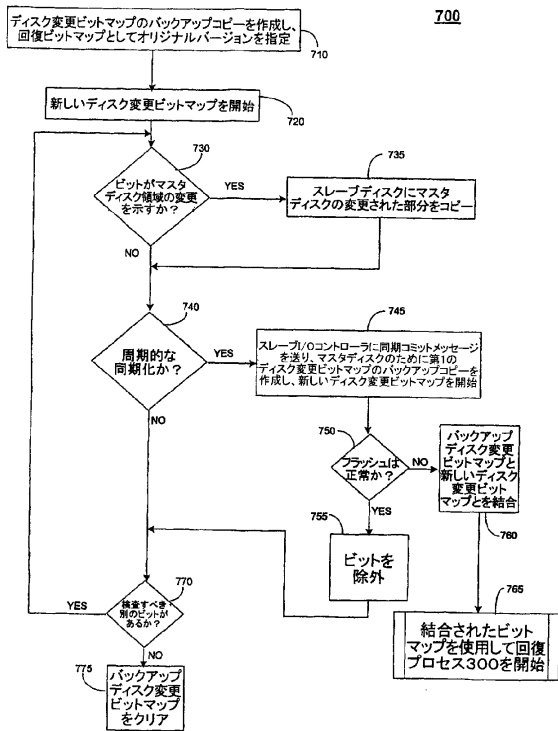 700
ディスク変更ビットマップのバックアップコピーを作成し、
回復ビットマップとしてオリジナルバージョンを指定
710
新しいディスク変更ビットマップを開始
720
730
ビットがマスタ
ディスク領域の変更
を示すか？
YES
NO
735
スレーブディスクにマスタ
ディスクの変更された部分をコピー
740
周期的な
同期化か？
YES
NO
745
スレーブI/Oコントローラに同期コミットメッセージ
を送り、マスタディスクのために第1の
ディスク変更ビットマップのバックアップコピーを
作成し、新しいディスク変更ビットマップを開始
750
フラッシュは
正常か？
NO
YES
755
ビットを
除外
バックアップ
ディスク変更
ビットマップと
新しいディスク
変更ビット
マップとを結合
760
765
結合されたビット
マップを使用して回復
プロセス300を開始
770
検査すべき
別のビットが
あるか？
YES
NO
775
バックアップ
ディスク変更
ビットマップ
をクリア